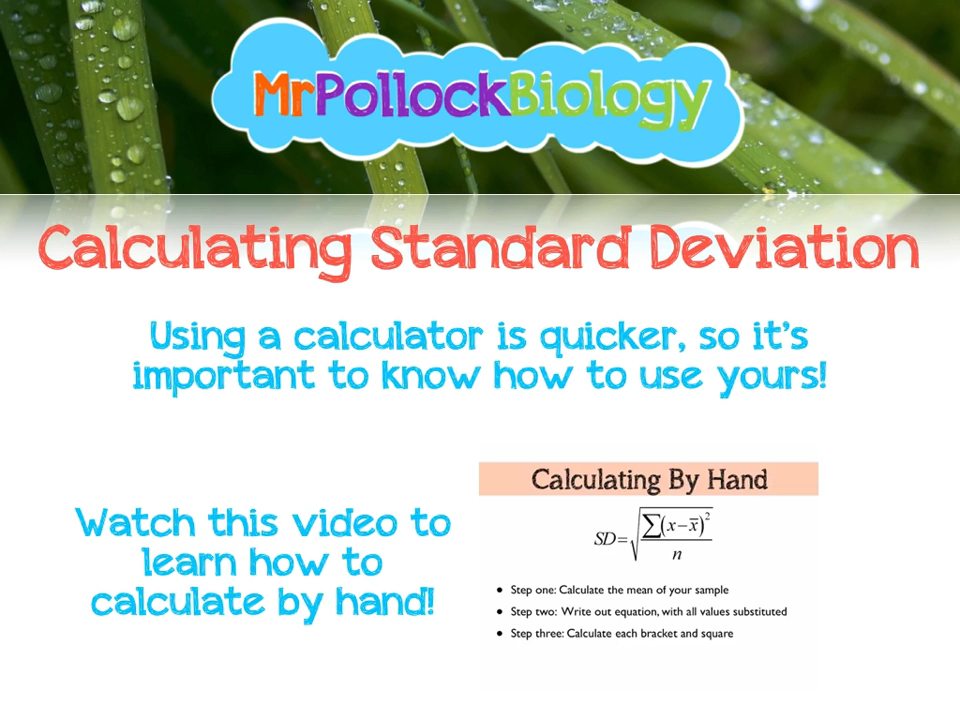 MrPollockBiology
Calculating Standard Deviation
Using a calculator is quicker, so it's
important to know how to use yours!
Watch this video to
learn how to
calculate by hand!
Calculating By Hand
SD=√(∑(x−x̅)²/n)
• Step one: Calculate the mean of your sample
• Step two: Write out equation, with all values substituted
• Step three: Calculate each bracket and square